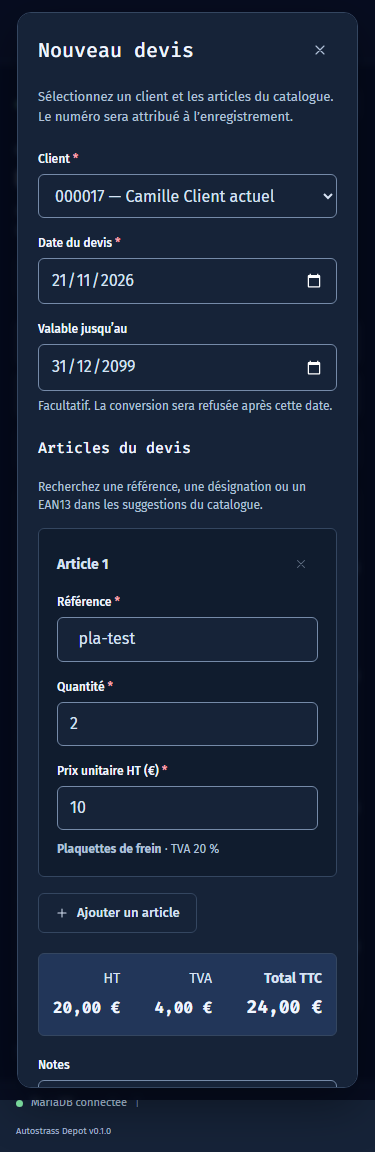 Nouveau devis
Sélectionnez un client et les articles du catalogue.
Le numéro sera attribué à l'enregistrement.
Client *
000017 — Camille Client actuel
Date du devis *
21/11/2026
Valable jusqu'au
31/12/2099
Facultatif. La conversion sera refusée après cette date.
Articles du devis
Recherchez une référence, une désignation ou un
EAN13 dans les suggestions du catalogue.
Article 1
Référence *
pla-test
Quantité *
2
Prix unitaire HT (€) *
10
Plaquettes de frein · TVA 20 %
+ Ajouter un article
HT TVA Total TTC
20,00 € 4,00 € 24,00 €
Notes
MariaDB connectée |
Autostrass Depot v0.1.0